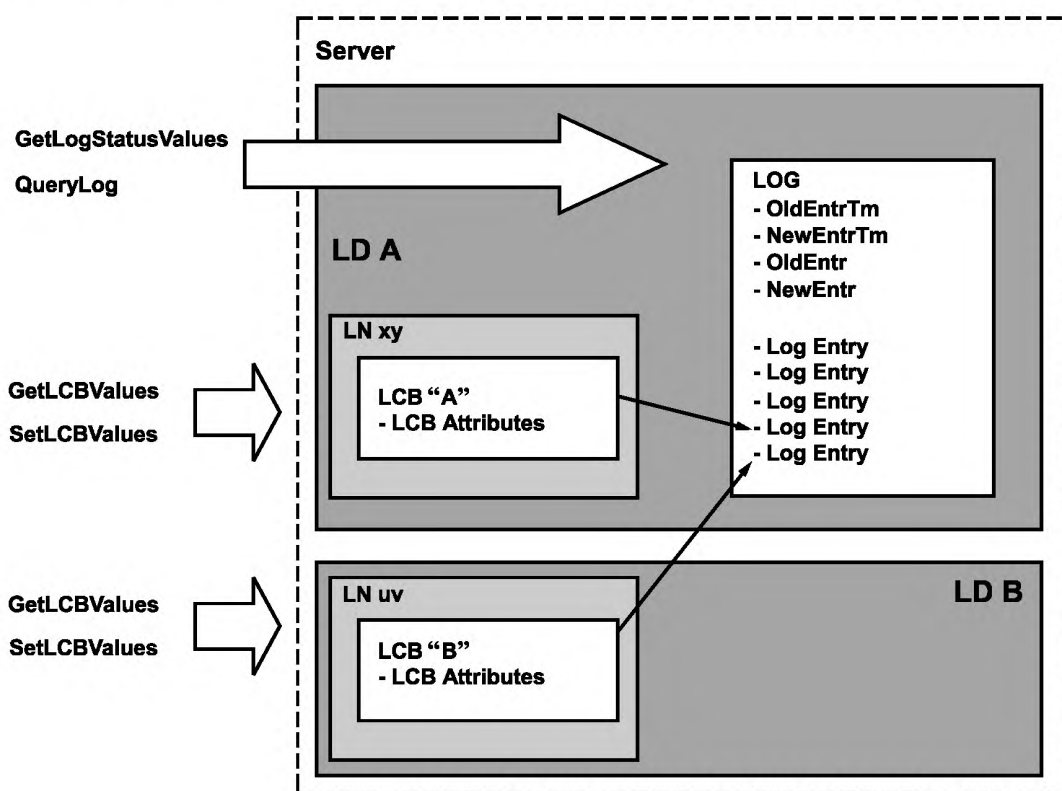 Server
GetLogStatusValues
QueryLog
LD A
LOG
- OldEntrTm
- NewEntrTm
- OldEntr
- NewEntr
- Log Entry
- Log Entry
- Log Entry
- Log Entry
- Log Entry
LN xy
GetLCBValues
SetLCBValues
LCB “A”
- LCB Attributes
LN uv
LD B
GetLCBValues
SetLCBValues
LCB “B”
- LCB Attributes